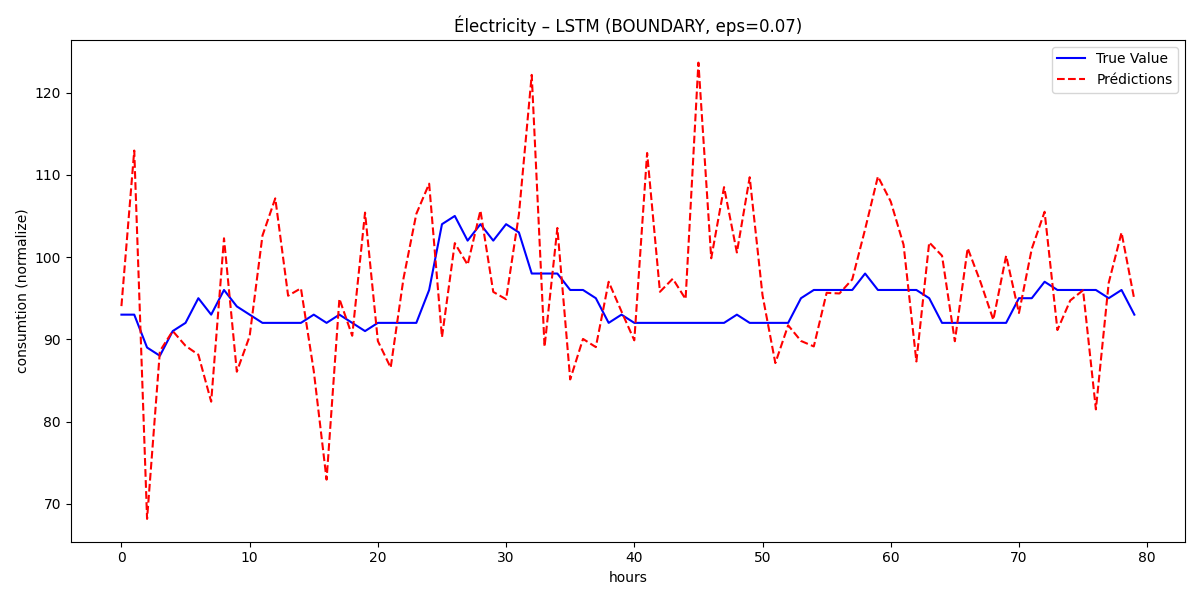 Électricity – LSTM (BOUNDARY, eps=0.07)
True Value
Prédictions
consumtion (normalize)
120
110
100
90
80
70
0 10 20 30 40 50 60 70 80
hours